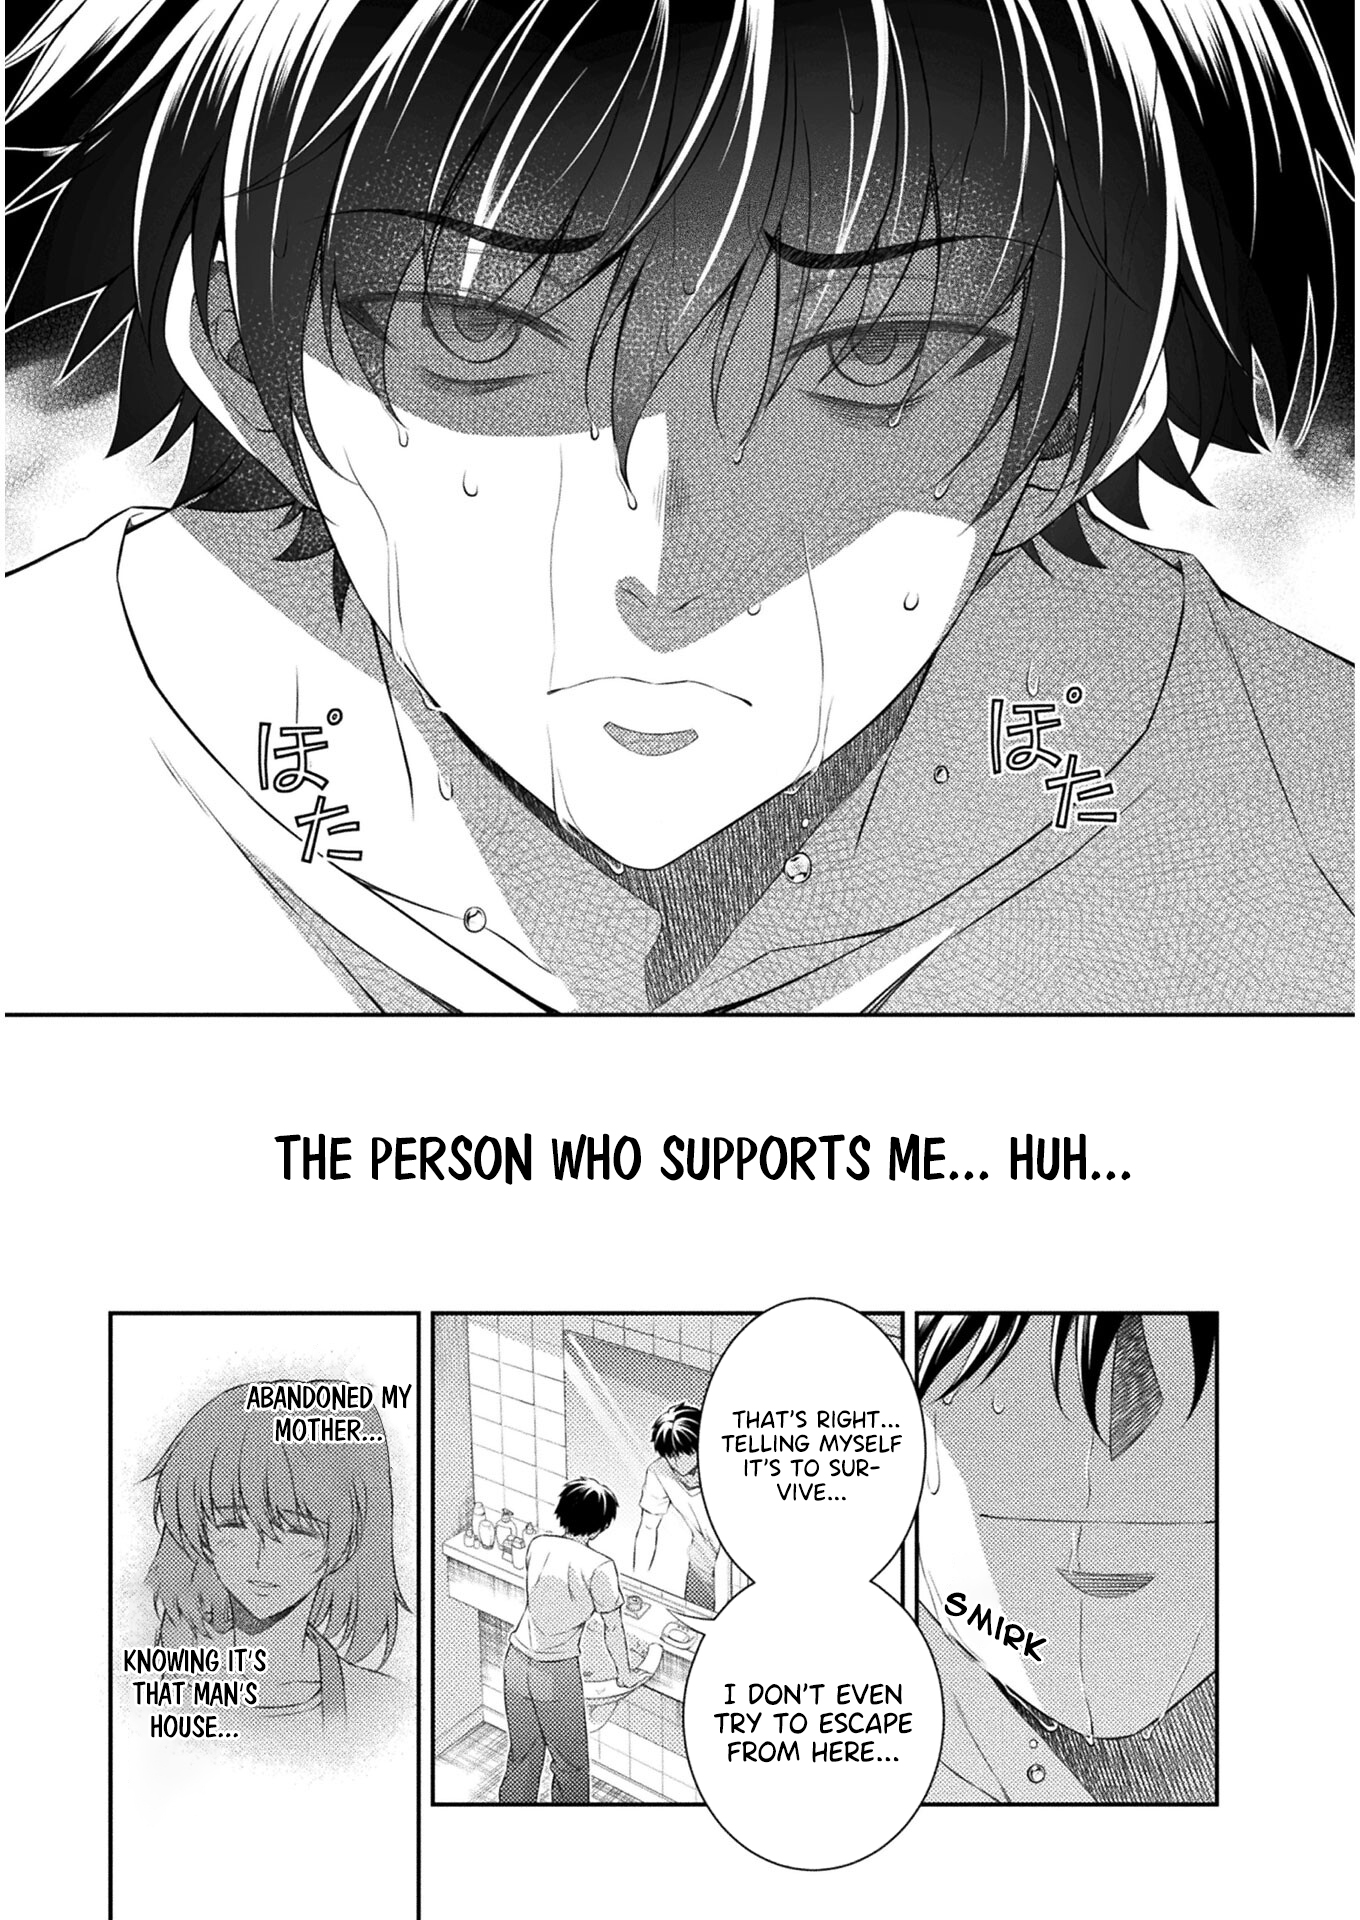 ぽた
ぽた
THE PERSON WHO SUPPORTS ME... HUH...
SMIRK
THAT'S RIGHT...
TELLING MYSELF
IT'S TO SUR-
VIVE...
I DON'T EVEN
TRY TO ESCAPE
FROM HERE...
ABANDONED MY
MOTHER...
KNOWING IT'S
THAT MAN'S
HOUSE...